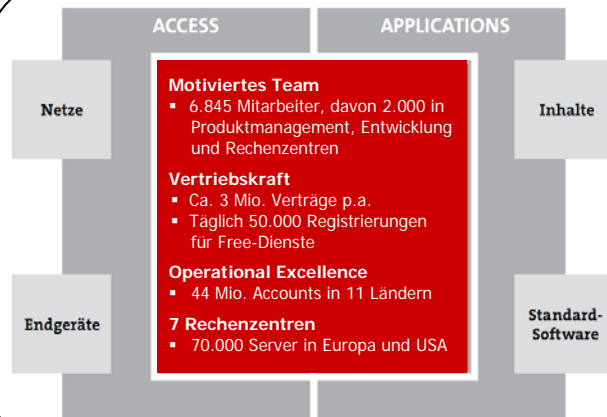 ACCESS
APPLICATIONS
Netze
Motiviertes Team
▪ 6.845 Mitarbeiter, davon 2.000 in
Produktmanagement, Entwicklung
und Rechenzentren
Vertriebskraft
▪ Ca. 3 Mio. Verträge p.a.
▪ Täglich 50.000 Registrierungen
für Free-Dienste
Operational Excellence
▪ 44 Mio. Accounts in 11 Ländern
7 Rechenzentren
▪ 70.000 Server in Europa und USA
Inhalte
Endgeräte
Standard-
Software